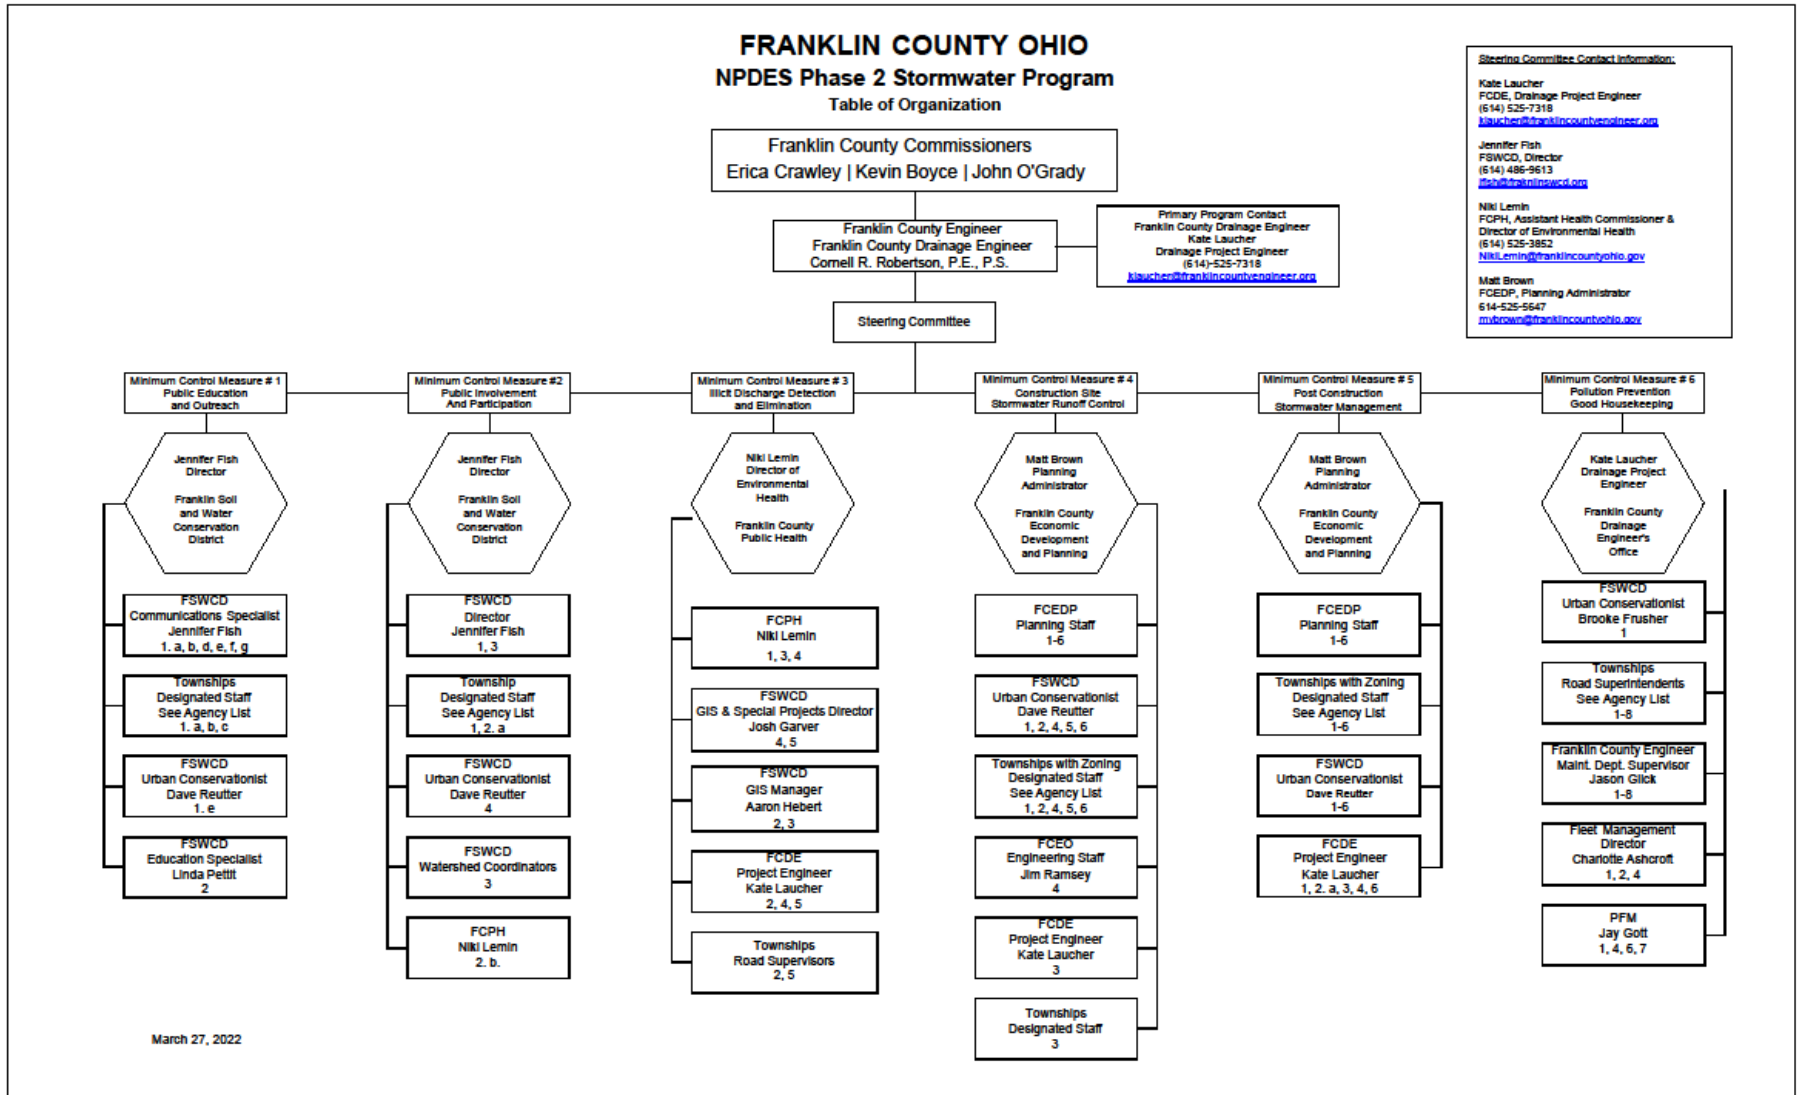 FRANKLIN COUNTY OHIO
NPDES Phase 2 Stormwater Program
Table of Organization
Franklin County Commissioners
Erica Crawley | Kevin Boyce | John O'Grady
Franklin County Engineer
Franklin County Drainage Engineer
Cornell R. Robertson, P.E., P.S.
Primary Program Contact
Franklin County Drainage Engineer
Kate Laucher
Drainage Project Engineer
(614)-525-7318
klaucher@franklincountyengineer.org
Steering Committee Contact Information:
Kate Laucher
FCDE, Drainage Project Engineer
(614) 525-7318
klaucher@franklincountyengineer.org
Jennifer Fish
FSWCD, Director
(614) 486-9613
jfish@fraknlinswcd.org
Niki Lemin
FCPH, Assistant Health Commissioner &
Director of Environmental Health
(614) 525-3852
NikiLemin@franklincountyohio.gov
Matt Brown
FCEDP, Planning Administrator
614-525-5647
mvbrown@franklincountyohio.gov
Steering Committee
Minimum Control Measure # 1
Public Education
and Outreach
Jennifer Fish
Director
Franklin Soil
and Water
Conservation
District
FSWCD
Communications Specialist
Jennifer Fish
1. a, b, d, e, f, g
Townships
Designated Staff
See Agency List
1. a, b, c
FSWCD
Urban Conservationist
Dave Reutter
1. e
FSWCD
Education Specialist
Linda Pettit
2
Minimum Control Measure #2
Public Involvement
And Participation
Jennifer Fish
Director
Franklin Soil
and Water
Conservation
District
FSWCD
Director
Jennifer Fish
1, 3
Township
Designated Staff
See Agency List
1, 2. a
FSWCD
Urban Conservationist
Dave Reutter
4
FSWCD
Watershed Coordinators
3
FCPH
Niki Lemin
2. b.
Minimum Control Measure # 3
Illicit Discharge Detection
and Elimination
Niki Lemin
Director of
Environmental
Health
Franklin County
Public Health
FCPH
Niki Lemin
1, 3, 4
FSWCD
GIS & Special Projects Director
Josh Garver
4, 5
FSWCD
GIS Manager
Aaron Hebert
2, 3
FCDE
Project Engineer
Kate Laucher
2, 4, 5
Townships
Road Supervisors
2, 5
Minimum Control Measure # 4
Construction Site
Stormwater Runoff Control
Matt Brown
Planning
Administrator
Franklin County
Economic
Development
and Planning
FCEDP
Planning Staff
1-6
FSWCD
Urban Conservationist
Dave Reutter
1, 2, 4, 5, 6
Townships with Zoning
Designated Staff
See Agency List
1, 2, 4, 5, 6
FCEO
Engineering Staff
Jim Ramsey
4
FCDE
Project Engineer
Kate Laucher
3
Townships
Designated Staff
3
Minimum Control Measure # 5
Post Construction
Stormwater Management
Matt Brown
Planning
Administrator
Franklin County
Economic
Development
and Planning
FCEDP
Planning Staff
1-6
Townships with Zoning
Designated Staff
See Agency List
1-6
FSWCD
Urban Conservationist
Dave Reutter
1-6
FCDE
Project Engineer
Kate Laucher
1, 2. a, 3, 4, 6
Minimum Control Measure # 6
Pollution Prevention
Good Housekeeping
Kate Laucher
Drainage Project
Engineer
Franklin County
Drainage
Engineer's
Office
FSWCD
Urban Conservationist
Brooke Frusher
1
Townships
Road Superintendents
See Agency List
1-8
Franklin County Engineer
Maint. Dept. Supervisor
Jason Glick
1-8
Fleet Management
Director
Charlotte Ashcroft
1, 2, 4
PFM
Jay Gott
1, 4, 6, 7
March 27, 2022